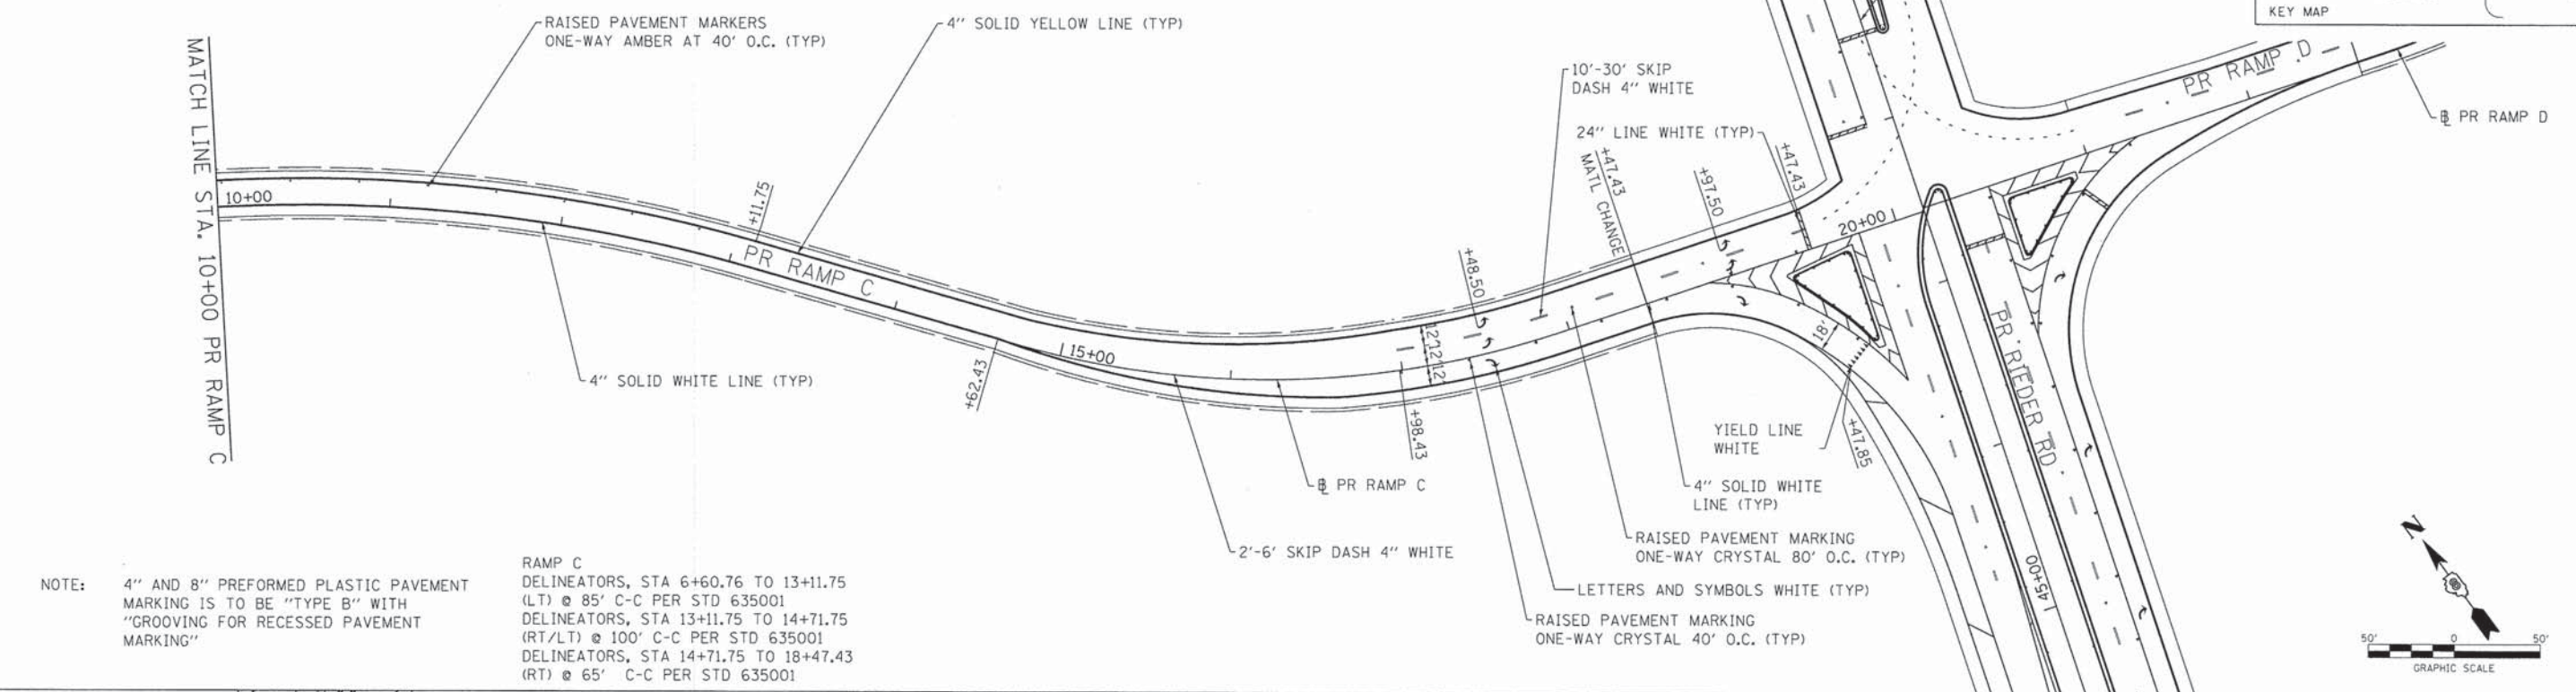 RAISED PAVEMENT MARKERS
ONE-WAY AMBER AT 40' O.C. (TYP)
4" SOLID YELLOW LINE (TYP)
KEY MAP
MATCH LINE STA. 10+00 PR RAMP C
10+00
+11.75
PR RAMP C
4" SOLID WHITE LINE (TYP)
+62.43
15+00
10'-30' SKIP
DASH 4" WHITE
24" LINE WHITE (TYP)
+47.43
MATL CHANGE
+97.50
+47.43
+48.50
12'
12'
12'
+98.43
20+00
18'
PR RAMP D
℄ PR RAMP D
PR RIEDER RD
145+00
YIELD LINE
WHITE
+47.85
℄ PR RAMP C
4" SOLID WHITE
LINE (TYP)
2'-6' SKIP DASH 4" WHITE
RAISED PAVEMENT MARKING
ONE-WAY CRYSTAL 80' O.C. (TYP)
LETTERS AND SYMBOLS WHITE (TYP)
RAISED PAVEMENT MARKING
ONE-WAY CRYSTAL 40' O.C. (TYP)
NOTE: 4" AND 8" PREFORMED PLASTIC PAVEMENT
MARKING IS TO BE "TYPE B" WITH
"GROOVING FOR RECESSED PAVEMENT
MARKING"
RAMP C
DELINEATORS, STA 6+60.76 TO 13+11.75
(LT) @ 85' C-C PER STD 635001
DELINEATORS, STA 13+11.75 TO 14+71.75
(RT/LT) @ 100' C-C PER STD 635001
DELINEATORS, STA 14+71.75 TO 18+47.43
(RT) @ 65' C-C PER STD 635001
N
50' 0 50'
GRAPHIC SCALE